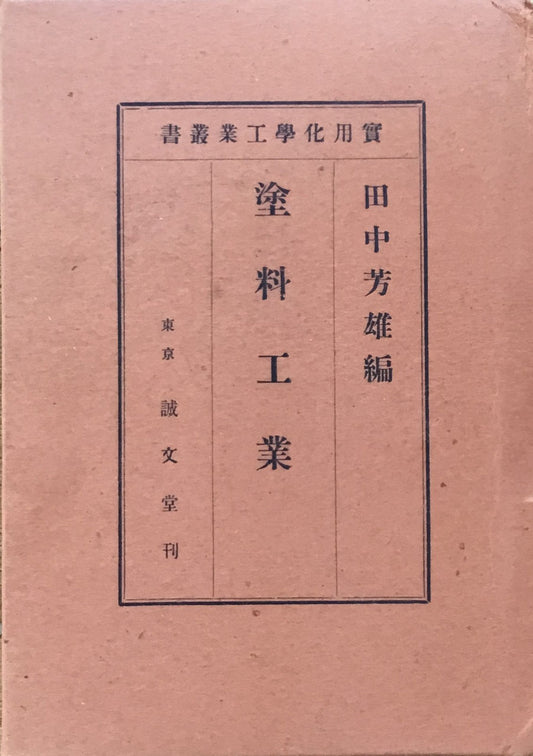 實用化學工業叢書
田中芳雄編
塗料工業
東京 誠文堂刊